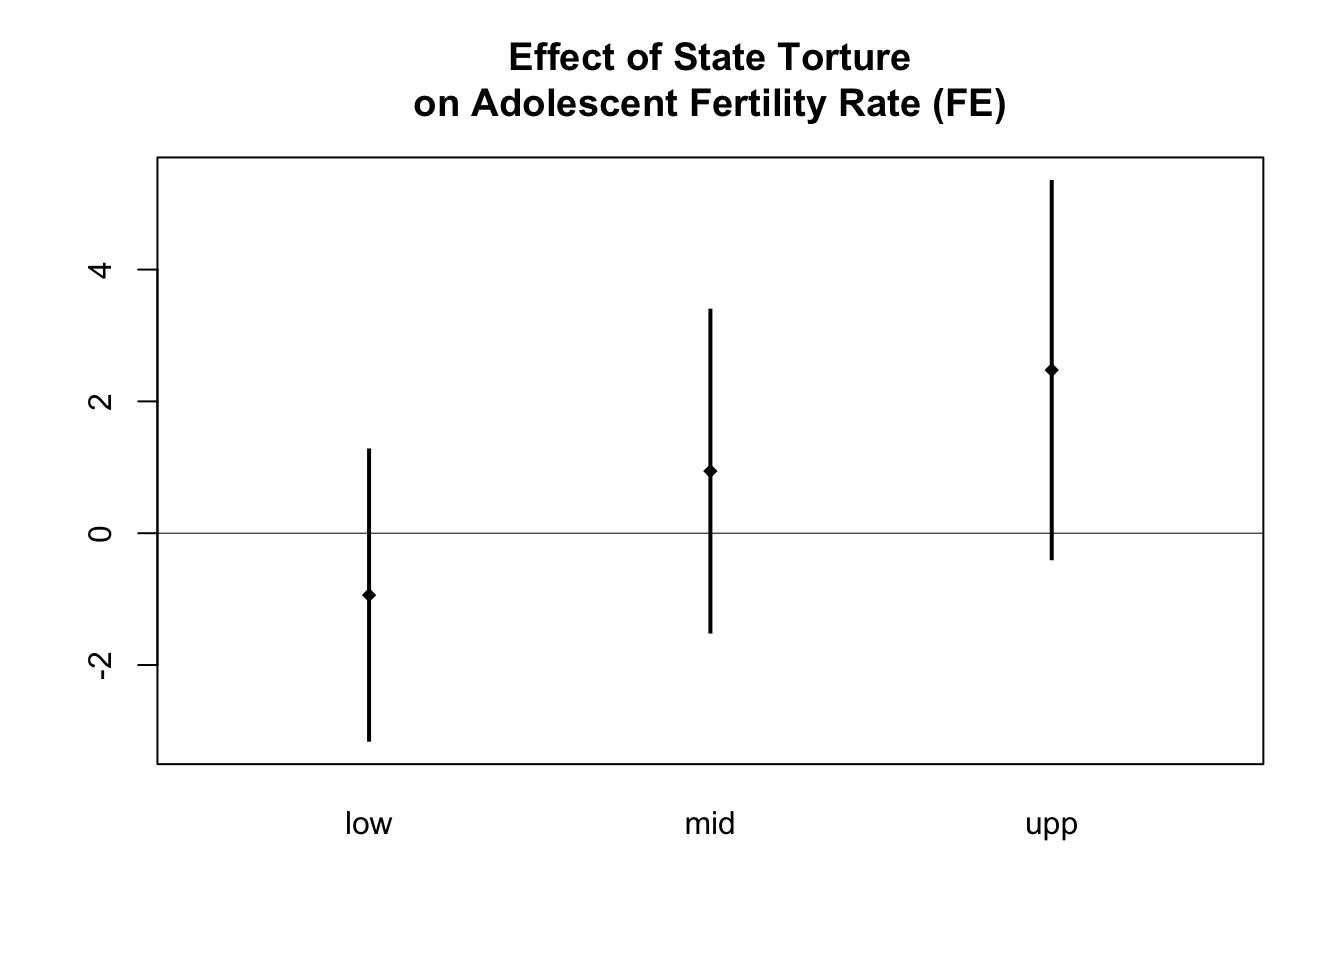 Effect of State Torture
on Adolescent Fertility Rate (FE)
4
2
0
-2
low mid upp